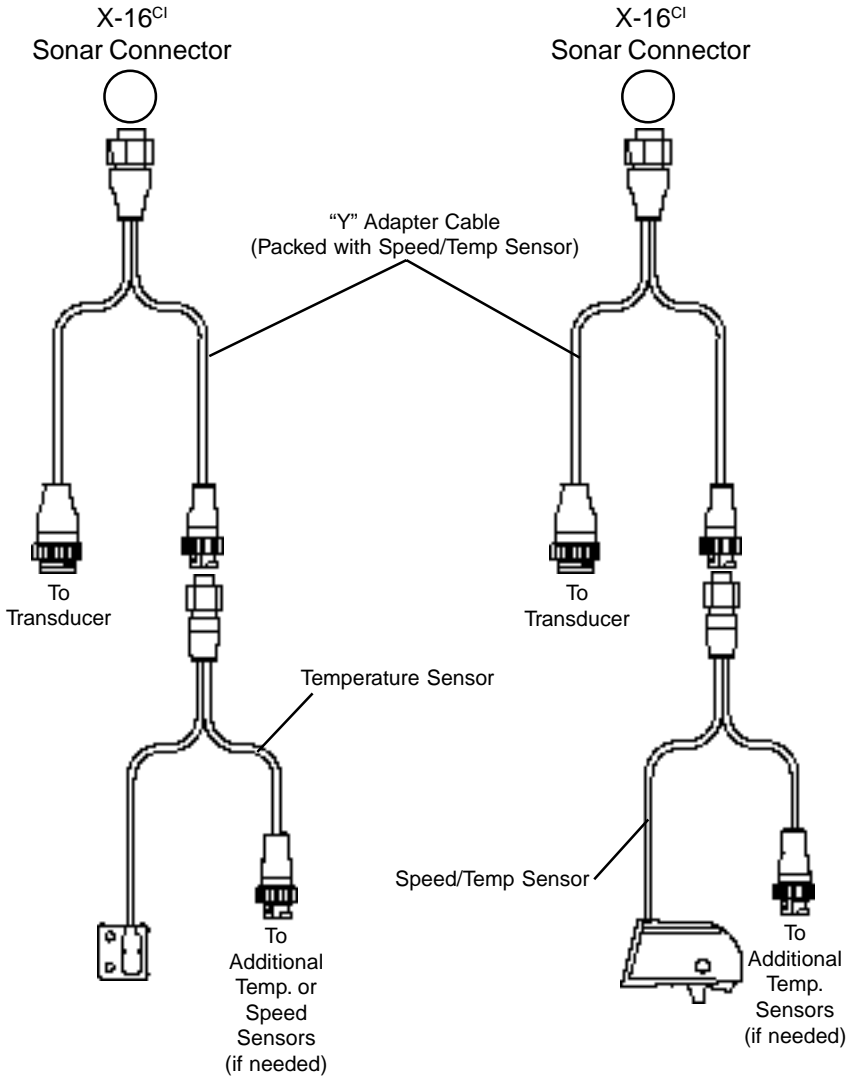 X-16CI
Sonar Connector
X-16CI
Sonar Connector
“Y” Adapter Cable
(Packed with Speed/Temp Sensor)
To
Transducer
To
Transducer
Temperature Sensor
Speed/Temp Sensor
To
Additional
Temp. or
Speed
Sensors
(if needed)
To
Additional
Temp.
Sensors
(if needed)